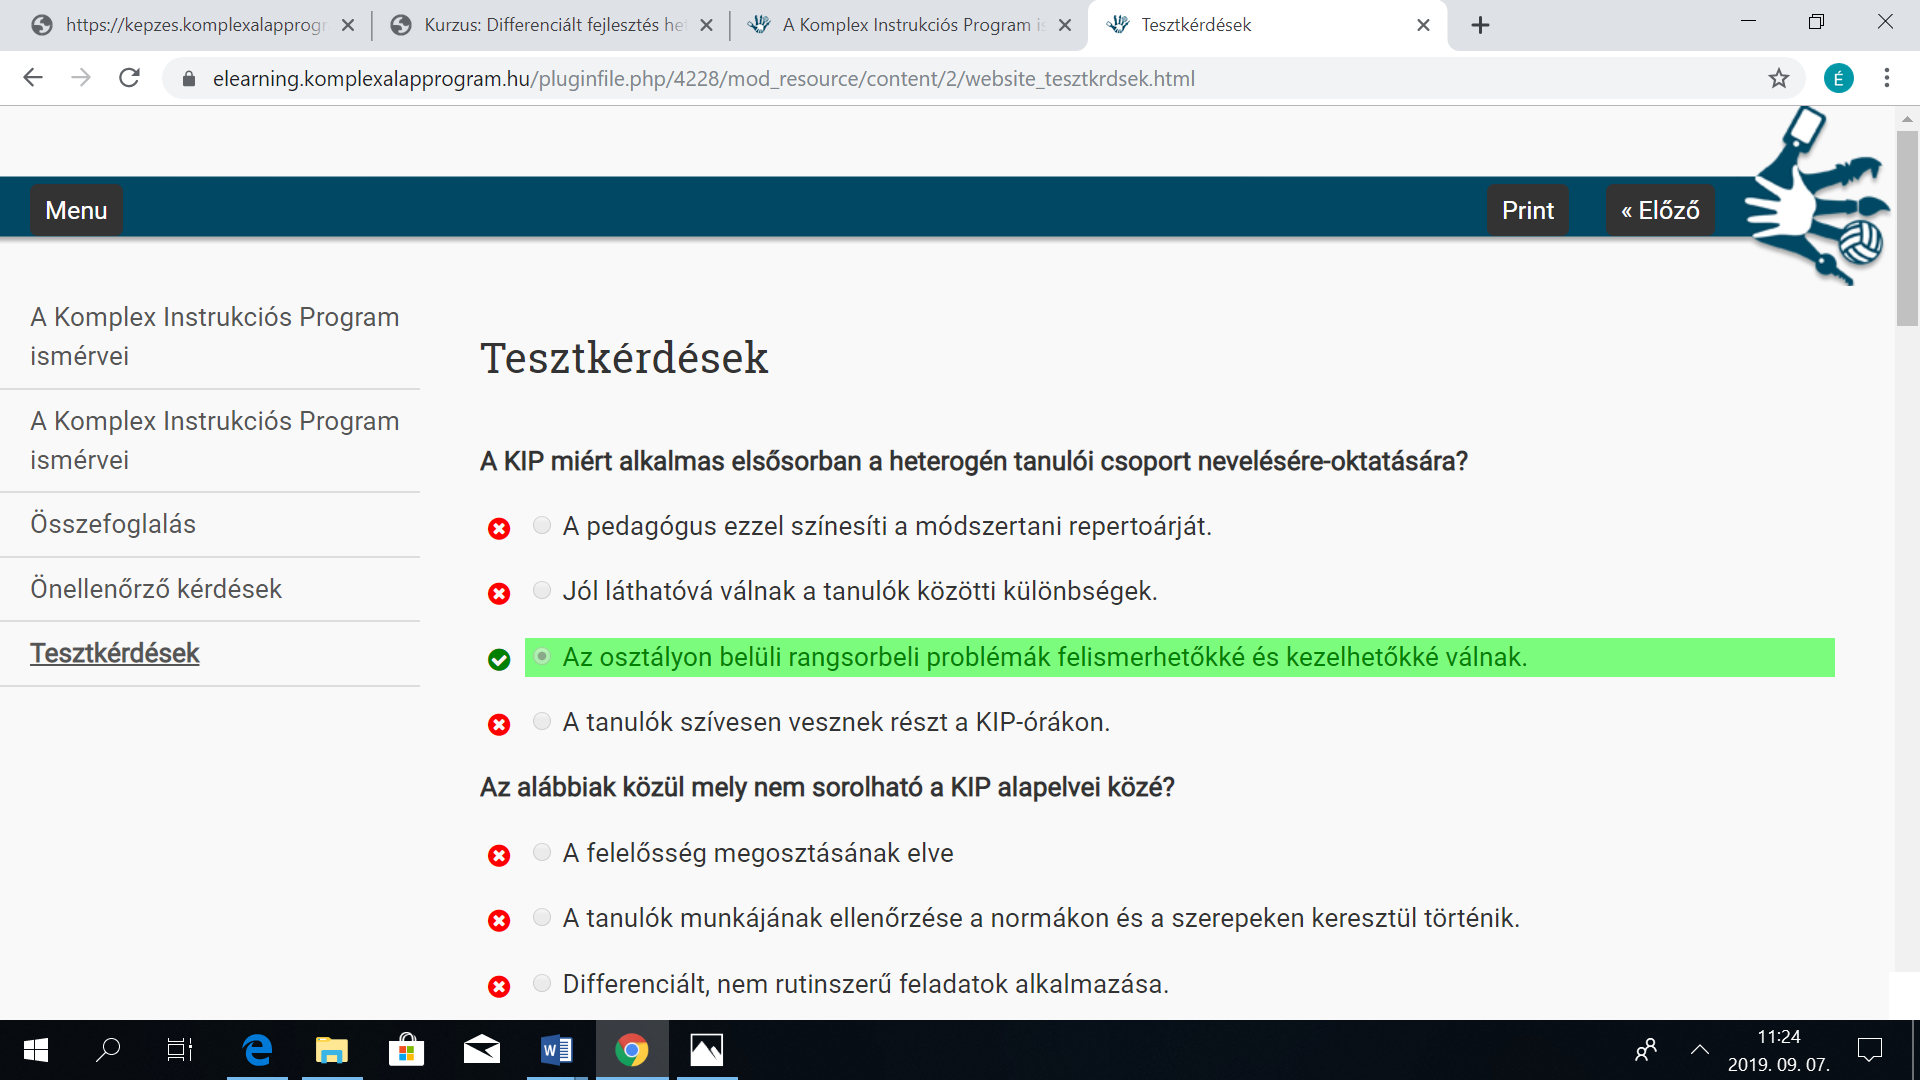 https://kepzes.komplexalapprogr
Kurzus: Differenciált fejlesztés he
A Komplex Instrukciós Program i
Tesztkérdések
elearning.komplexalapprogram.hu/pluginfile.php/4228/mod_resource/content/2/website_tesztkrdsek.html
É
Menu
Print
« Előző
A Komplex Instrukciós Program
ismérvei
A Komplex Instrukciós Program
ismérvei
Összefoglalás
Önellenőrző kérdések
Tesztkérdések
Tesztkérdések
A KIP miért alkalmas elsősorban a heterogén tanulói csoport nevelésére-oktatására?
A pedagógus ezzel színesíti a módszertani repertoárját.
Jól láthatóvá válnak a tanulók közötti különbségek.
Az osztályon belüli rangsorbeli problémák felismerhetőkké és kezelhetőkké válnak.
A tanulók szívesen vesznek részt a KIP-órákon.
Az alábbiak közül mely nem sorolható a KIP alapelvei közé?
A felelősség megosztásának elve
A tanulók munkájának ellenőrzése a normákon és a szerepeken keresztül történik.
Differenciált, nem rutinszerű feladatok alkalmazása.
11:24
2019. 09. 07.